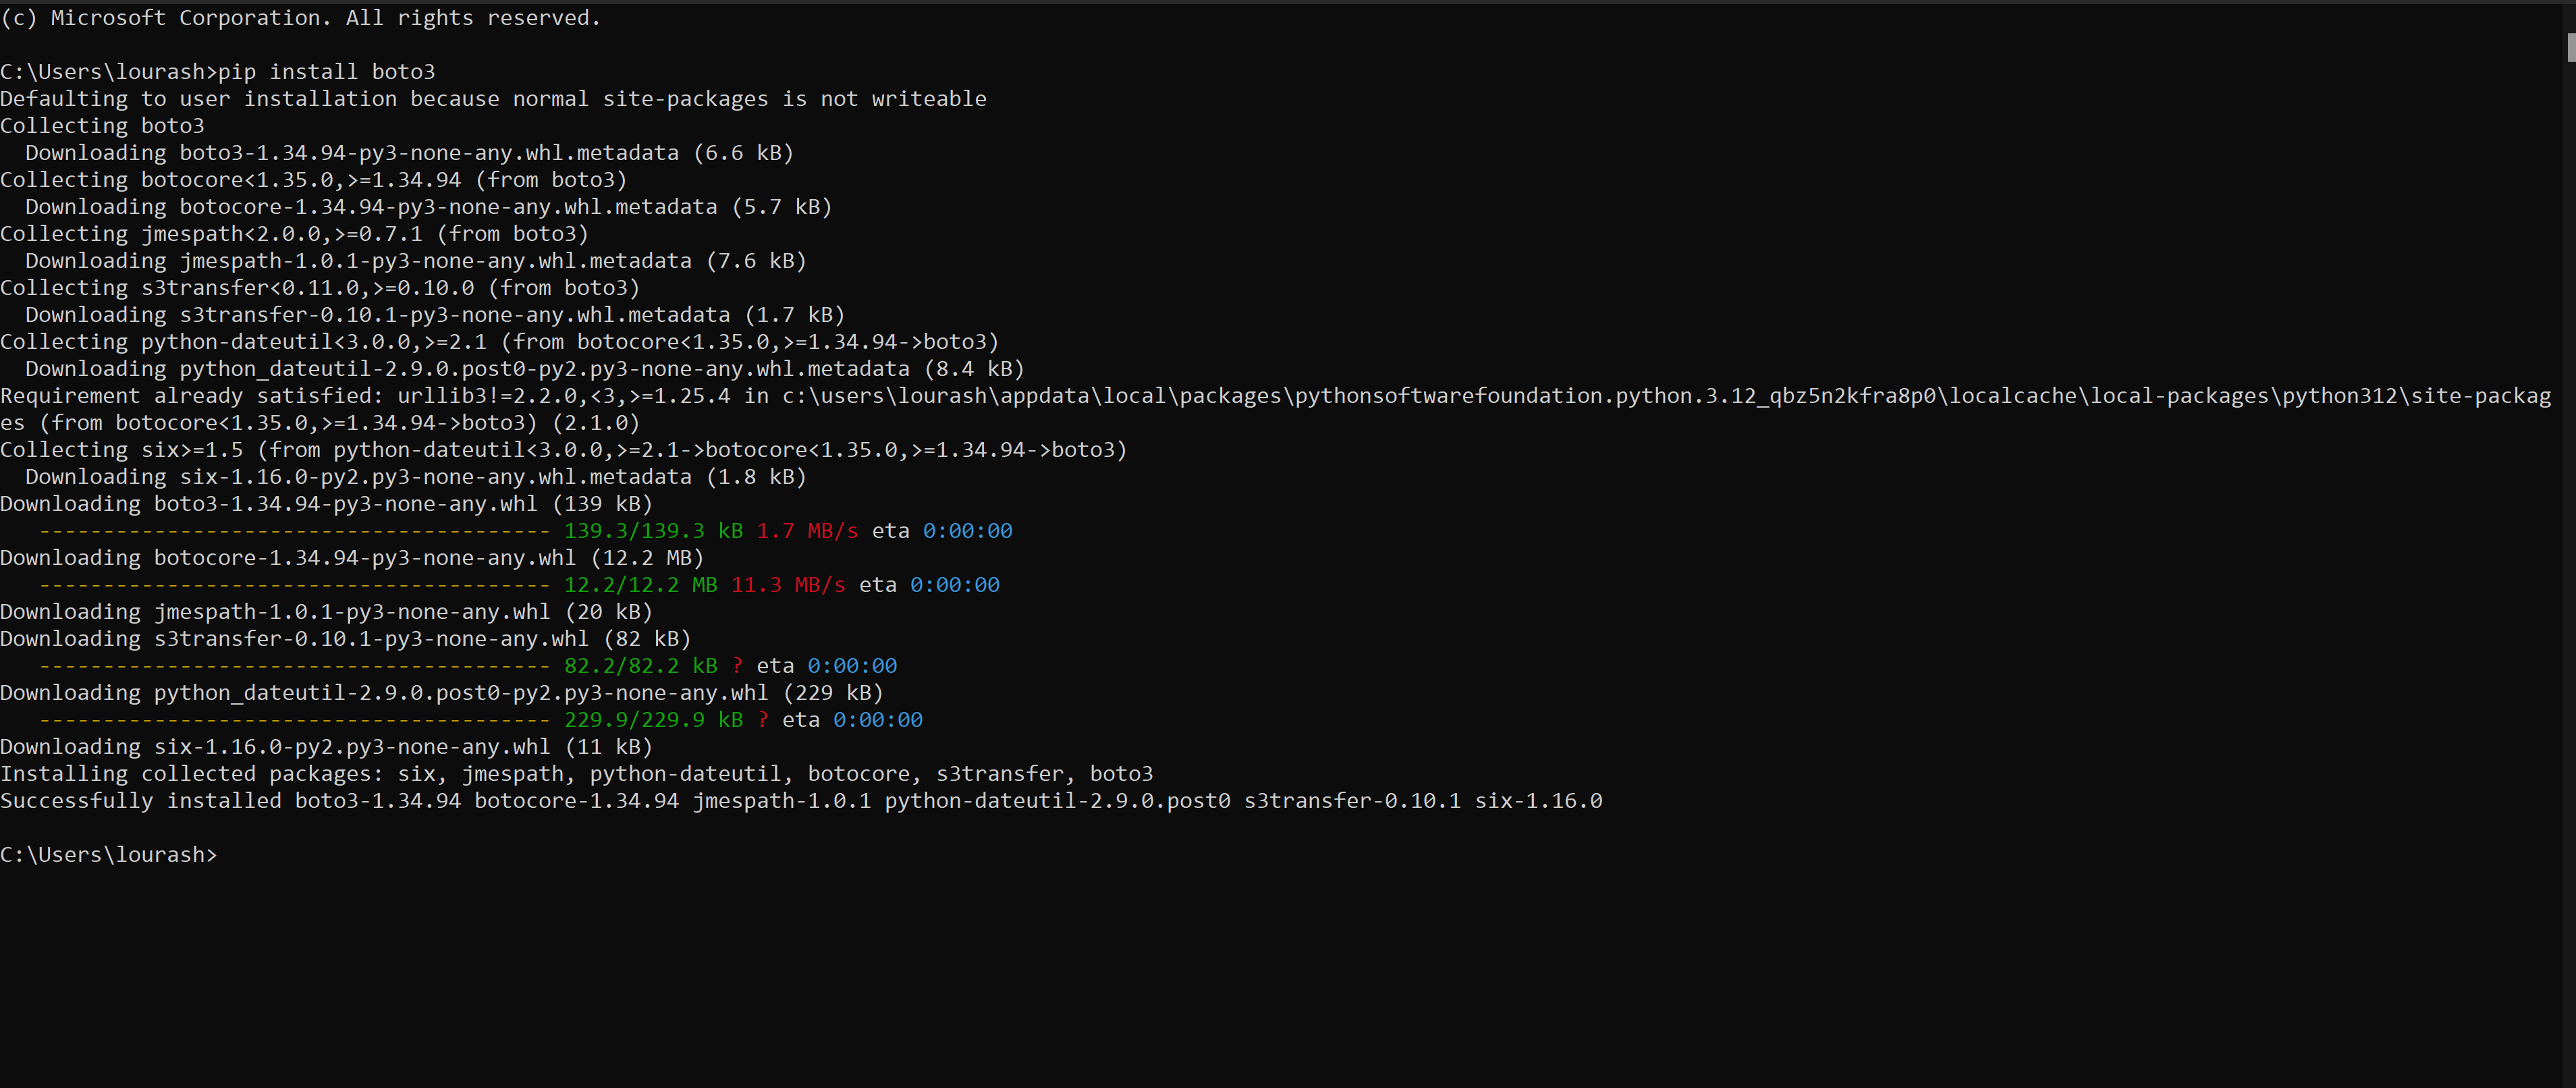 (c) Microsoft Corporation. All rights reserved.
C:\Users\lourash>pip install boto3
Defaulting to user installation because normal site-packages is not writeable
Collecting boto3
  Downloading boto3-1.34.94-py3-none-any.whl.metadata (6.6 kB)
Collecting botocore<1.35.0,>=1.34.94 (from boto3)
  Downloading botocore-1.34.94-py3-none-any.whl.metadata (5.7 kB)
Collecting jmespath<2.0.0,>=0.7.1 (from boto3)
  Downloading jmespath-1.0.1-py3-none-any.whl.metadata (7.6 kB)
Collecting s3transfer<0.11.0,>=0.10.0 (from boto3)
  Downloading s3transfer-0.10.1-py3-none-any.whl.metadata (1.7 kB)
Collecting python-dateutil<3.0.0,>=2.1 (from botocore<1.35.0,>=1.34.94->boto3)
  Downloading python_dateutil-2.9.0.post0-py2.py3-none-any.whl.metadata (8.4 kB)
Requirement already satisfied: urllib3!=2.2.0,<3,>=1.25.4 in c:\users\lourash\appdata\local\packages\pythonsoftwarefoundation.python.3.12_qbz5n2kfra8p0\localcache\local-packages\python312\site-packag
es (from botocore<1.35.0,>=1.34.94->boto3) (2.1.0)
Collecting six>=1.5 (from python-dateutil<3.0.0,>=2.1->botocore<1.35.0,>=1.34.94->boto3)
  Downloading six-1.16.0-py2.py3-none-any.whl.metadata (1.8 kB)
Downloading boto3-1.34.94-py3-none-any.whl (139 kB)
   ---------------------------------------- 139.3/139.3 kB 1.7 MB/s eta 0:00:00
Downloading botocore-1.34.94-py3-none-any.whl (12.2 MB)
   ---------------------------------------- 12.2/12.2 MB 11.3 MB/s eta 0:00:00
Downloading jmespath-1.0.1-py3-none-any.whl (20 kB)
Downloading s3transfer-0.10.1-py3-none-any.whl (82 kB)
   ---------------------------------------- 82.2/82.2 kB ? eta 0:00:00
Downloading python_dateutil-2.9.0.post0-py2.py3-none-any.whl (229 kB)
   ---------------------------------------- 229.9/229.9 kB ? eta 0:00:00
Downloading six-1.16.0-py2.py3-none-any.whl (11 kB)
Installing collected packages: six, jmespath, python-dateutil, botocore, s3transfer, boto3
Successfully installed boto3-1.34.94 botocore-1.34.94 jmespath-1.0.1 python-dateutil-2.9.0.post0 s3transfer-0.10.1 six-1.16.0
C:\Users\lourash>